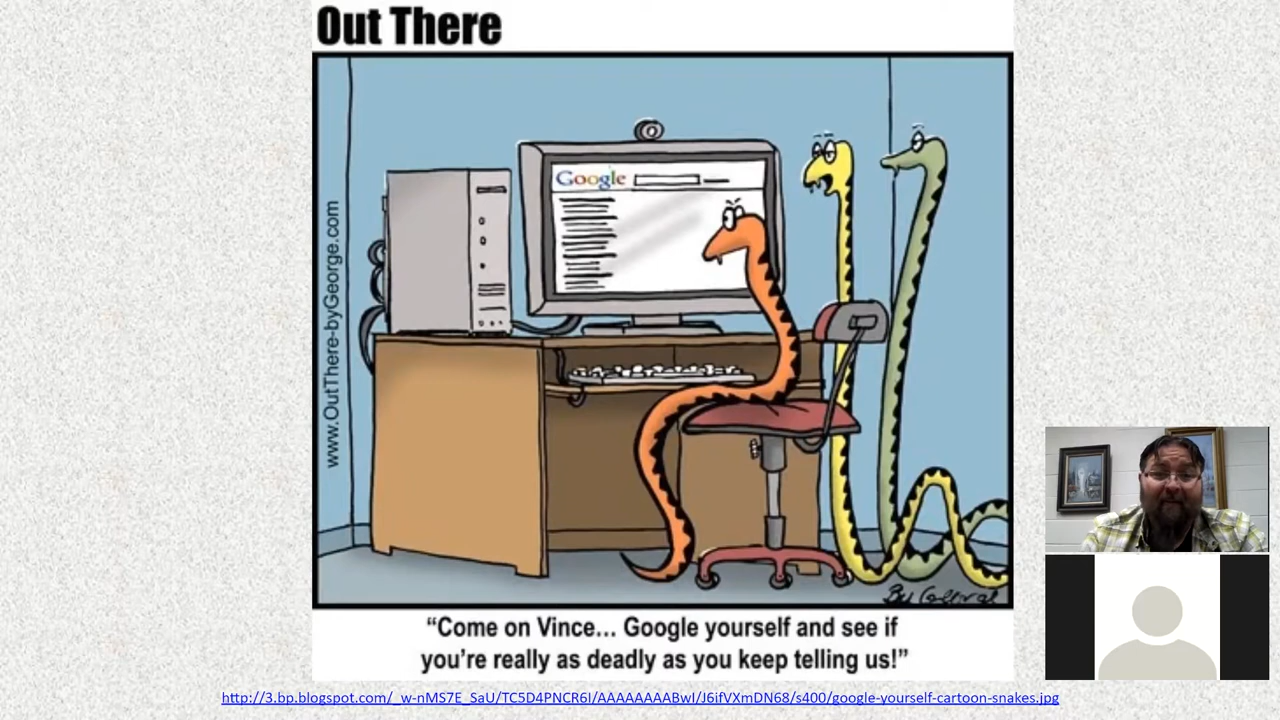 Out There
www.OutThere-byGeorge.com
Google
“Come on Vince... Google yourself and see if
you’re really as deadly as you keep telling us!”
http://3.bp.blogspot.com/_w-nMS7E_SaU/TC5D4PNCR6I/AAAAAAAABwI/J6ifVXmDN68/s400/google-yourself-cartoon-snakes.jpg